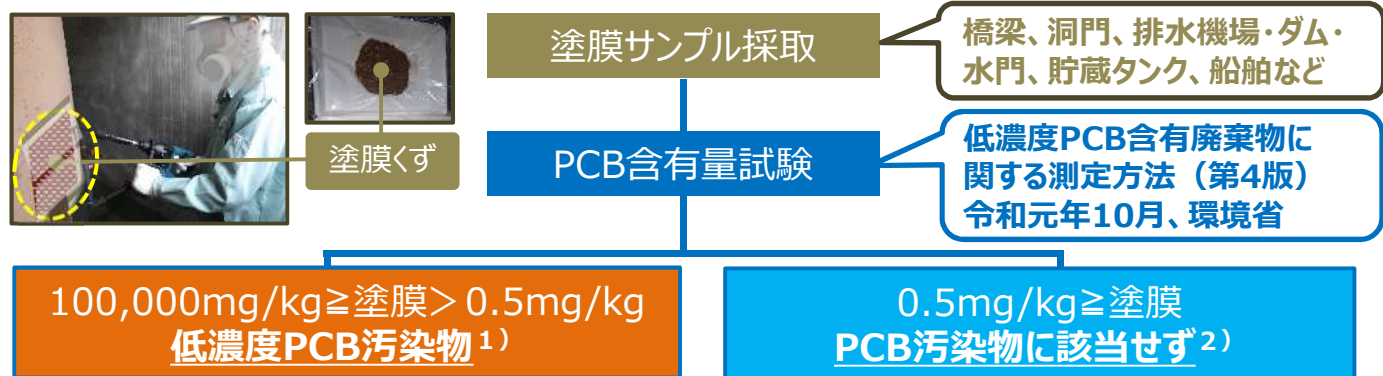 塗膜サンプル採取
橋梁、洞門、排水機場・ダム・
水門、貯蔵タンク、船舶など
塗膜くず
PCB含有量試験
低濃度PCB含有廃棄物に
関する測定方法（第4版）
令和元年10月、環境省
100,000mg/kg≧塗膜＞0.5mg/kg
低濃度PCB汚染物1）
0.5mg/kg≧塗膜
PCB汚染物に該当せず2）